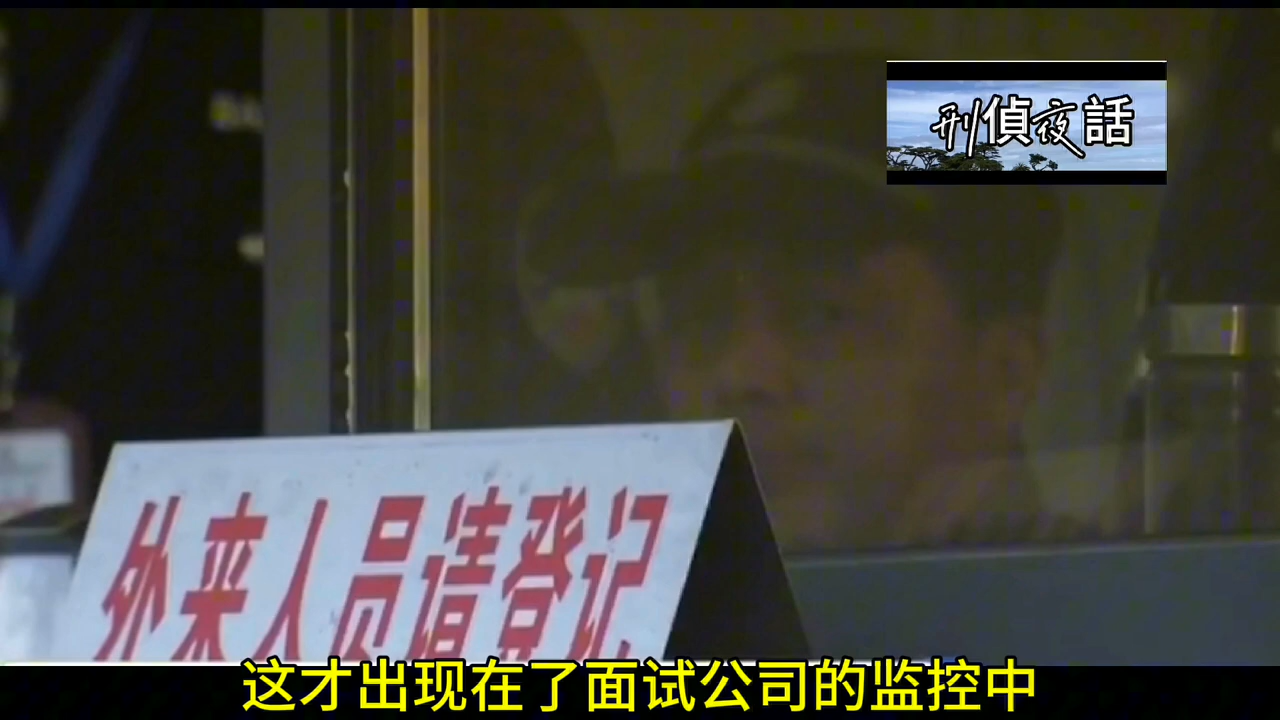 刑偵夜話
外来人员请登记
这才出现在了面试公司的监控中